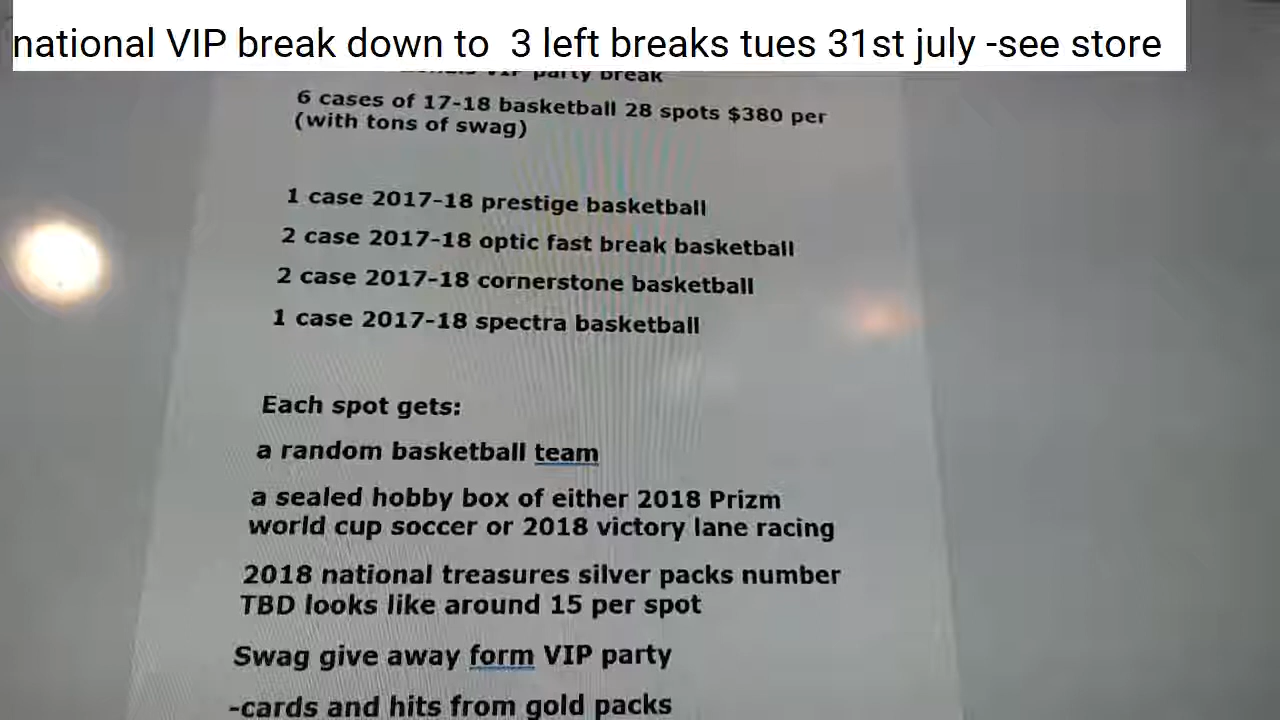 national VIP break down to 3 left breaks tues 31st july -see store
VIP party break
6 cases of 17-18 basketball 28 spots $380 per
(with tons of swag)
1 case 2017-18 prestige basketball
2 case 2017-18 optic fast break basketball
2 case 2017-18 cornerstone basketball
1 case 2017-18 spectra basketball
Each spot gets:
a random basketball team
a sealed hobby box of either 2018 Prizm
world cup soccer or 2018 victory lane racing
2018 national treasures silver packs number
TBD looks like around 15 per spot
Swag give away form VIP party
-cards and hits from gold packs